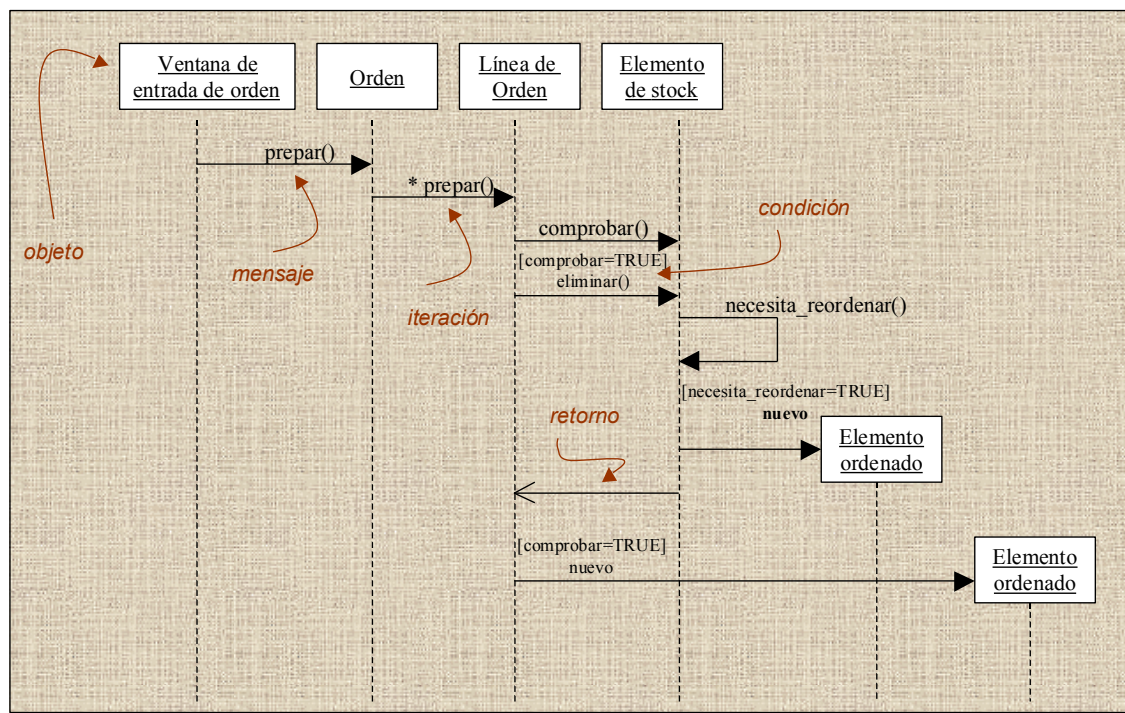 Ventana de
entrada de orden
Orden
Línea de
Orden
Elemento
de stock
prepar()
* prepar()
condición
comprobar()
objeto
[comprobar=TRUE]
mensaje
eliminar()
necesita_reordenar()
iteración
[necesita_reordenar=TRUE]
nuevo
retorno
Elemento
ordenado
[comprobar=TRUE]
nuevo
Elemento
ordenado